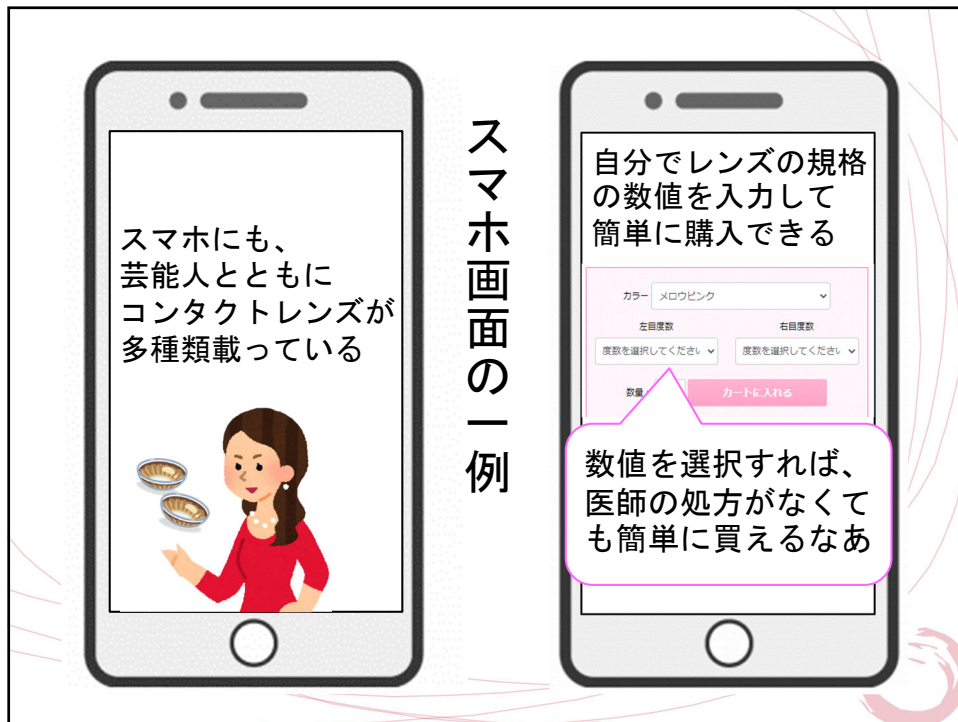 スマホ画面の一例
スマホにも、
芸能人とともに
コンタクトレンズが
多種類載っている
自分でレンズの規格
の数値を入力して
簡単に購入できる
カラー メロウピンク
左目度数 右目度数
度数を選択してください 度数を選択してください
数量
カートに入れる
数値を選択すれば、
医師の処方がなくて
も簡単に買えるなあ